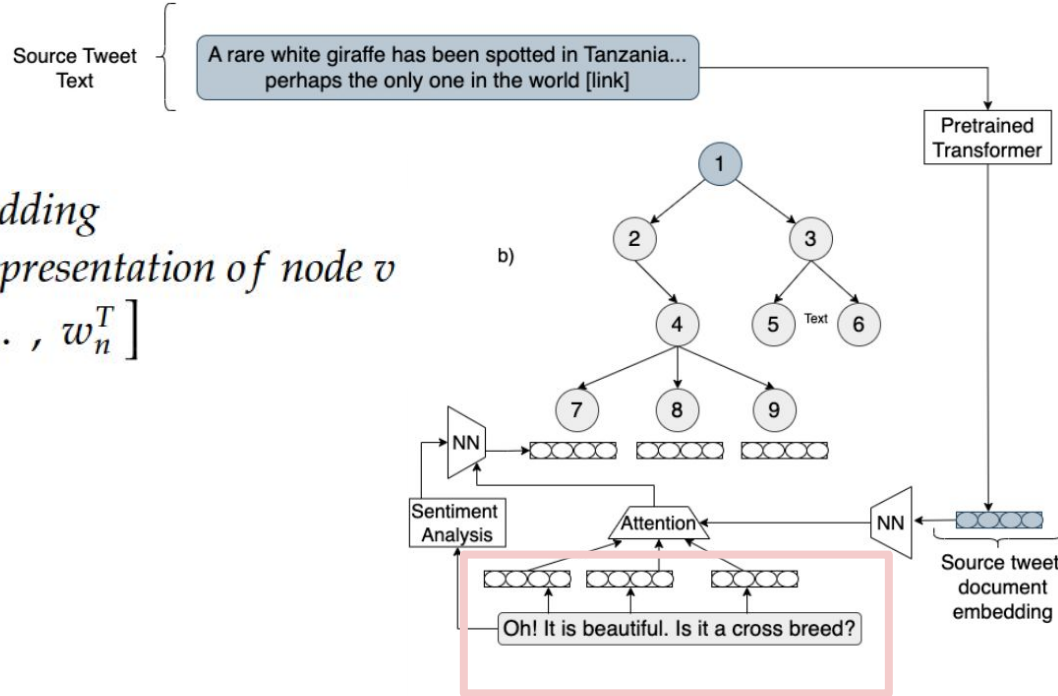 Source Tweet
Text
A rare white giraffe has been spotted in Tanzania...
perhaps the only one in the world [link]
Pretrained
Transformer
1
dding
2
3
presentation of node v
b)
. , w_n^T ]
4
5
Text
6
7
8
9
NN
Sentiment
Analysis
Attention
NN
Source tweet
document
embedding
Oh! It is beautiful. Is it a cross breed?